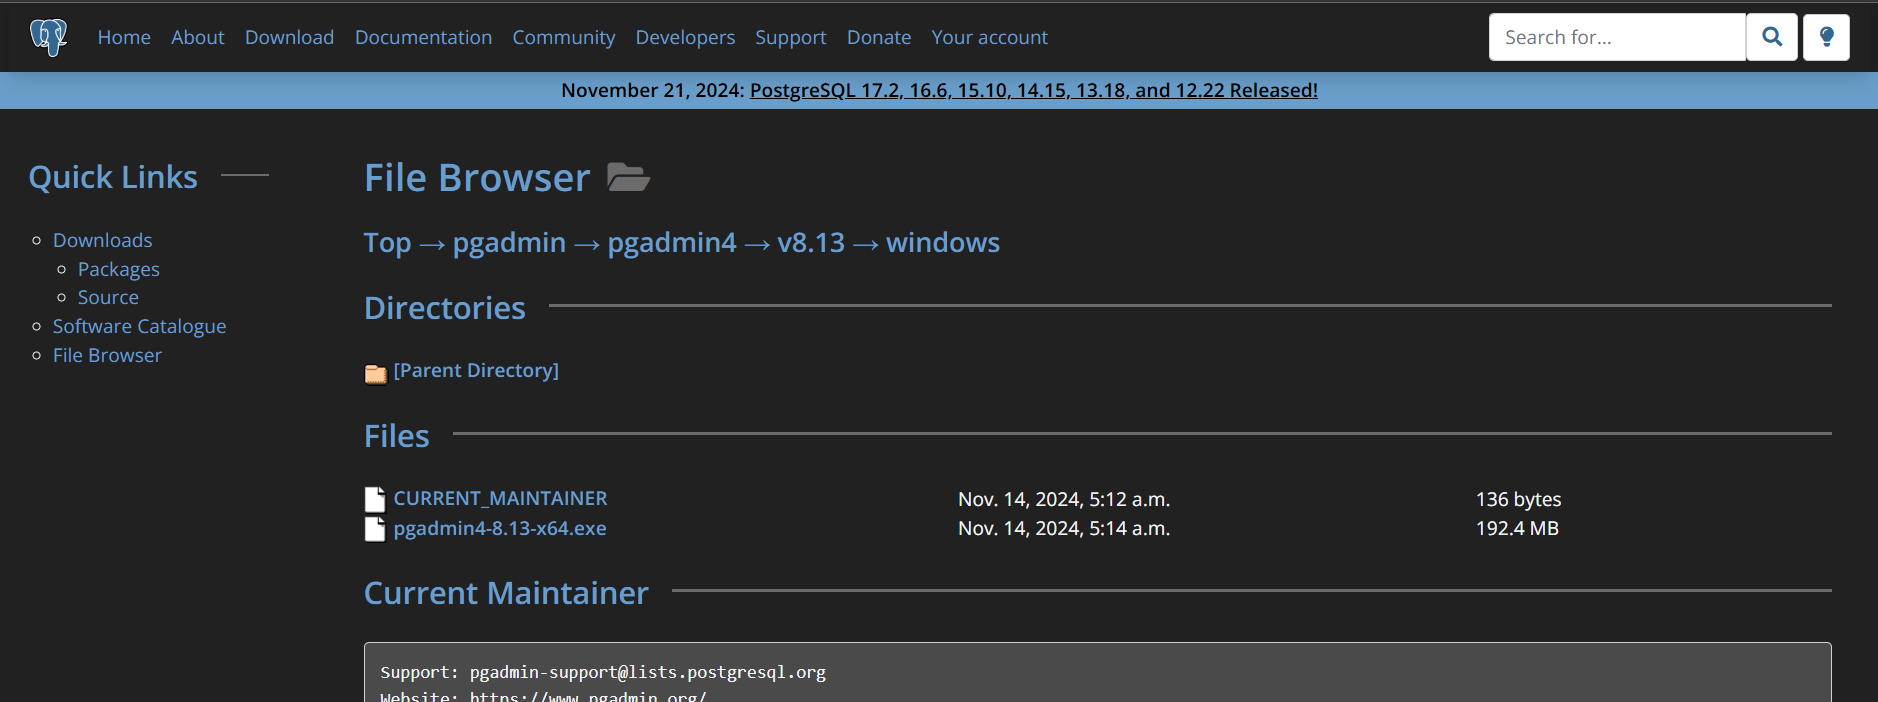 Home About Download Documentation Community Developers Support Donate Your account Search for...
November 21, 2024: PostgreSQL 17.2, 16.6, 15.10, 14.15, 13.18, and 12.22 Released!
Quick Links
Downloads
Packages
Source
Software Catalogue
File Browser
File Browser
Top → pgadmin → pgadmin4 → v8.13 → windows
Directories
[Parent Directory]
Files
CURRENT_MAINTAINER Nov. 14, 2024, 5:12 a.m. 136 bytes
pgadmin4-8.13-x64.exe Nov. 14, 2024, 5:14 a.m. 192.4 MB
Current Maintainer
Support: pgadmin-support@lists.postgresql.org
Website: https://www.pgadmin.org/